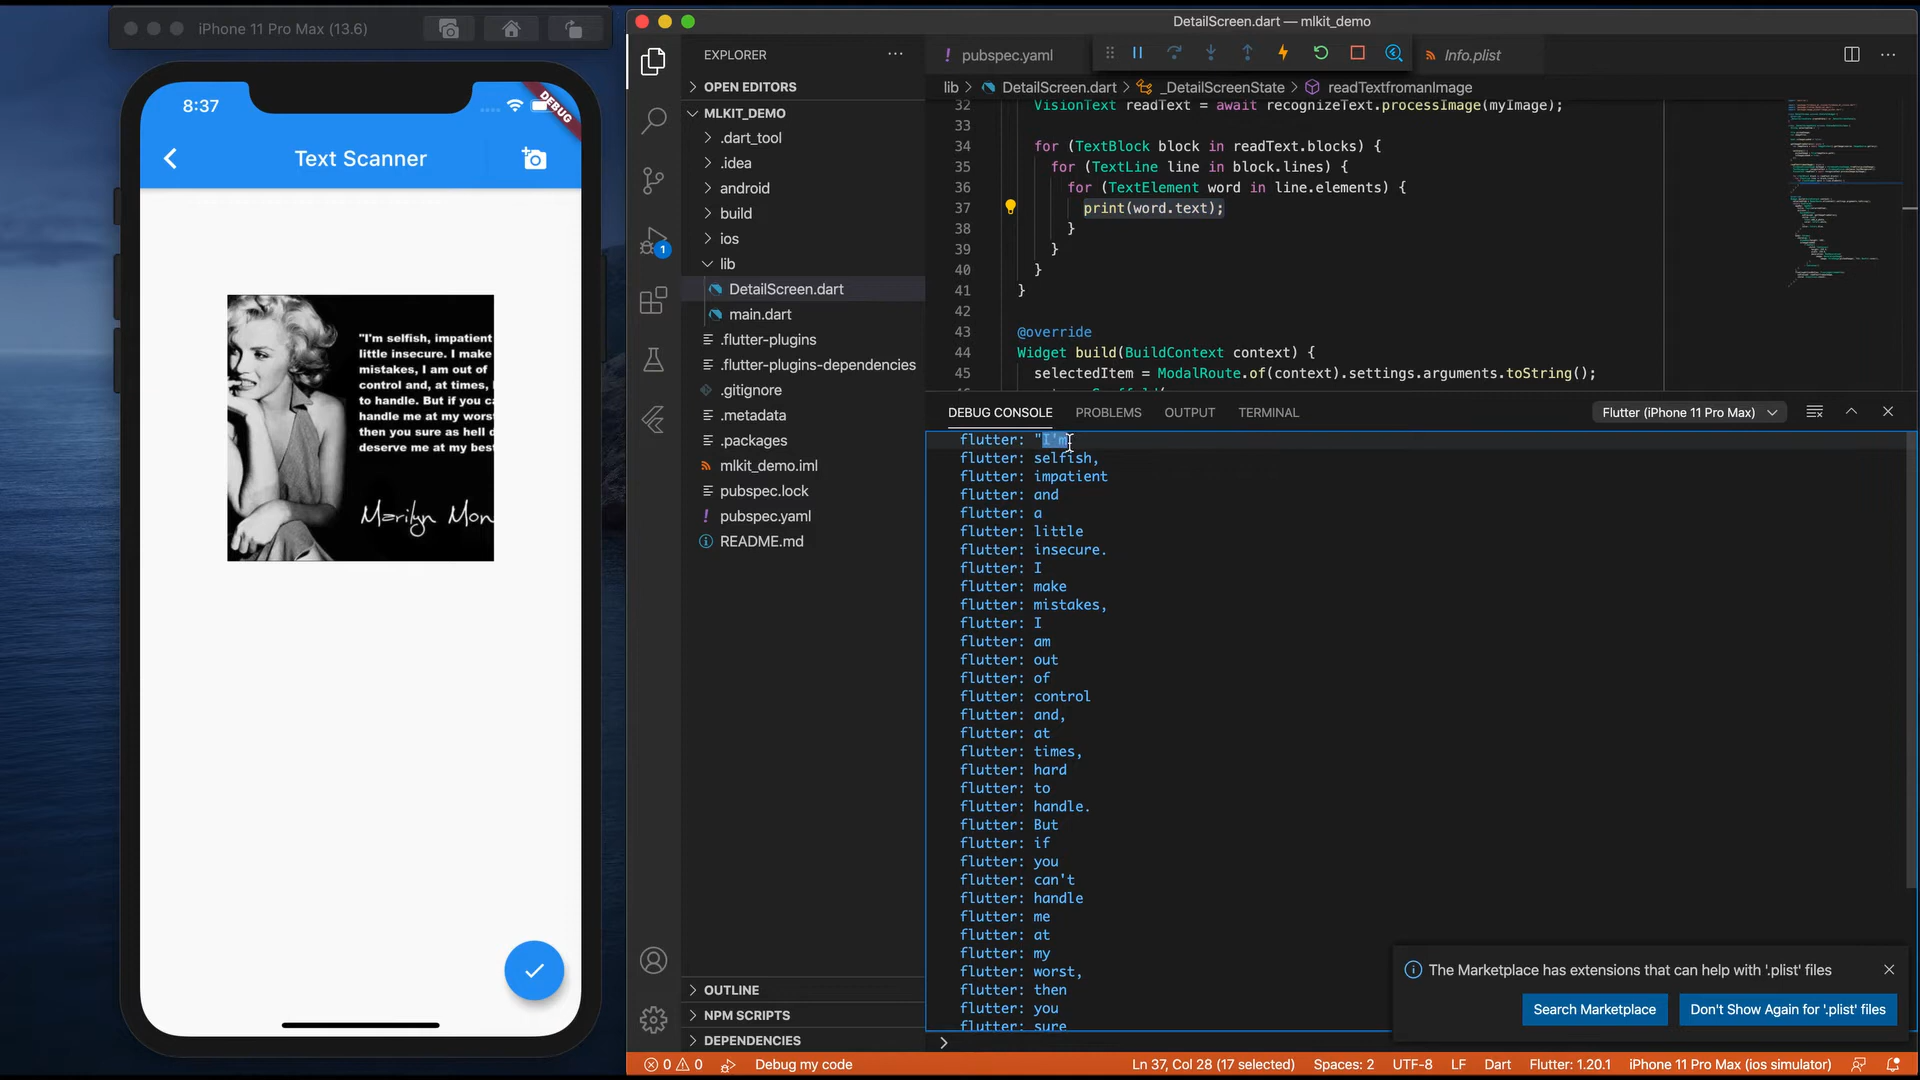 iPhone 11 Pro Max (13.6)
8:37
DEBUG
Text Scanner
"I'm selfish, impatient
little insecure. I make
mistakes, I am out of
control and, at times,
to handle. But if you ca
handle me at my wors
then you sure as hell
deserve me at my best
Marilyn Mon
DetailScreen.dart — mlkit_demo
EXPLORER
OPEN EDITORS
MLKIT_DEMO
.dart_tool
.idea
android
build
ios
lib
DetailScreen.dart
main.dart
.flutter-plugins
.flutter-plugins-dependencies
.gitignore
.metadata
.packages
mlkit_demo.iml
pubspec.lock
! pubspec.yaml
README.md
OUTLINE
NPM SCRIPTS
DEPENDENCIES
1
! pubspec.yaml
Info.plist
lib > DetailScreen.dart > _DetailScreenState > readTextfromanImage
32 VisionText readText = await recognizeText.processImage(myImage);
33
34 for (TextBlock block in readText.blocks) {
35 for (TextLine line in block.lines) {
36 for (TextElement word in line.elements) {
37 print(word.text);
38 }
39 }
40 }
41 }
42
43 @override
44 Widget build(BuildContext context) {
45 selectedItem = ModalRoute.of(context).settings.arguments.toString();
DEBUG CONSOLE PROBLEMS OUTPUT TERMINAL
Flutter (iPhone 11 Pro Max)
flutter: "I'm
flutter: selfish,
flutter: impatient
flutter: and
flutter: a
flutter: little
flutter: insecure.
flutter: I
flutter: make
flutter: mistakes,
flutter: I
flutter: am
flutter: out
flutter: of
flutter: control
flutter: and,
flutter: at
flutter: times,
flutter: hard
flutter: to
flutter: handle.
flutter: But
flutter: if
flutter: you
flutter: can't
flutter: handle
flutter: me
flutter: at
flutter: my
flutter: worst,
flutter: then
flutter: you
flutter: sure
The Marketplace has extensions that can help with '.plist' files
Search Marketplace
Don't Show Again for '.plist' files
0 0 Debug my code
Ln 37, Col 28 (17 selected) Spaces: 2 UTF-8 LF Dart Flutter: 1.20.1 iPhone 11 Pro Max (ios simulator)